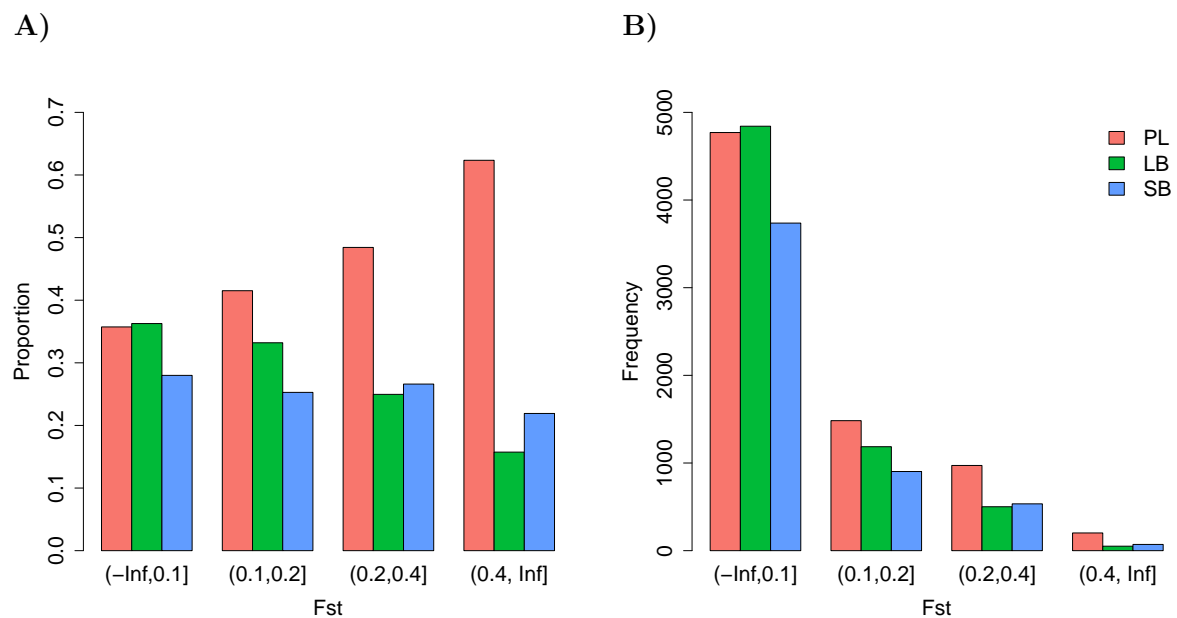 A)
B)
Proportion
0.0
0.1
0.2
0.3
0.4
0.5
0.6
0.7
(−Inf,0.1]
(0.1,0.2]
(0.2,0.4]
(0.4, Inf]
Fst
Frequency
0
1000
2000
3000
4000
5000
PL
LB
SB
(−Inf,0.1]
(0.1,0.2]
(0.2,0.4]
(0.4, Inf]
Fst